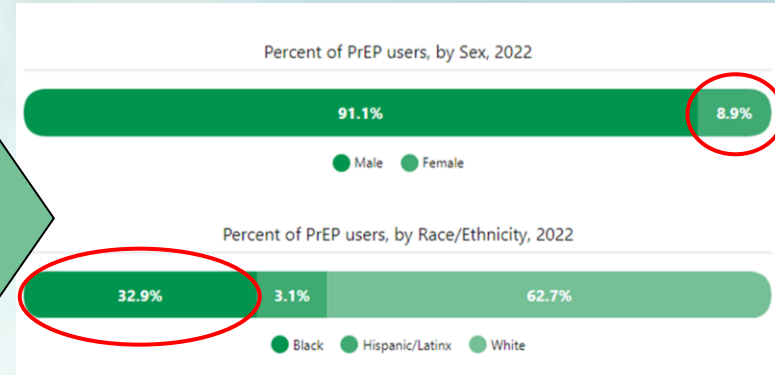 Percent of PrEP users, by Sex, 2022
91.1% 8.9%
Male Female
Percent of PrEP users, by Race/Ethnicity, 2022
32.9% 3.1% 62.7%
Black Hispanic/Latinx White